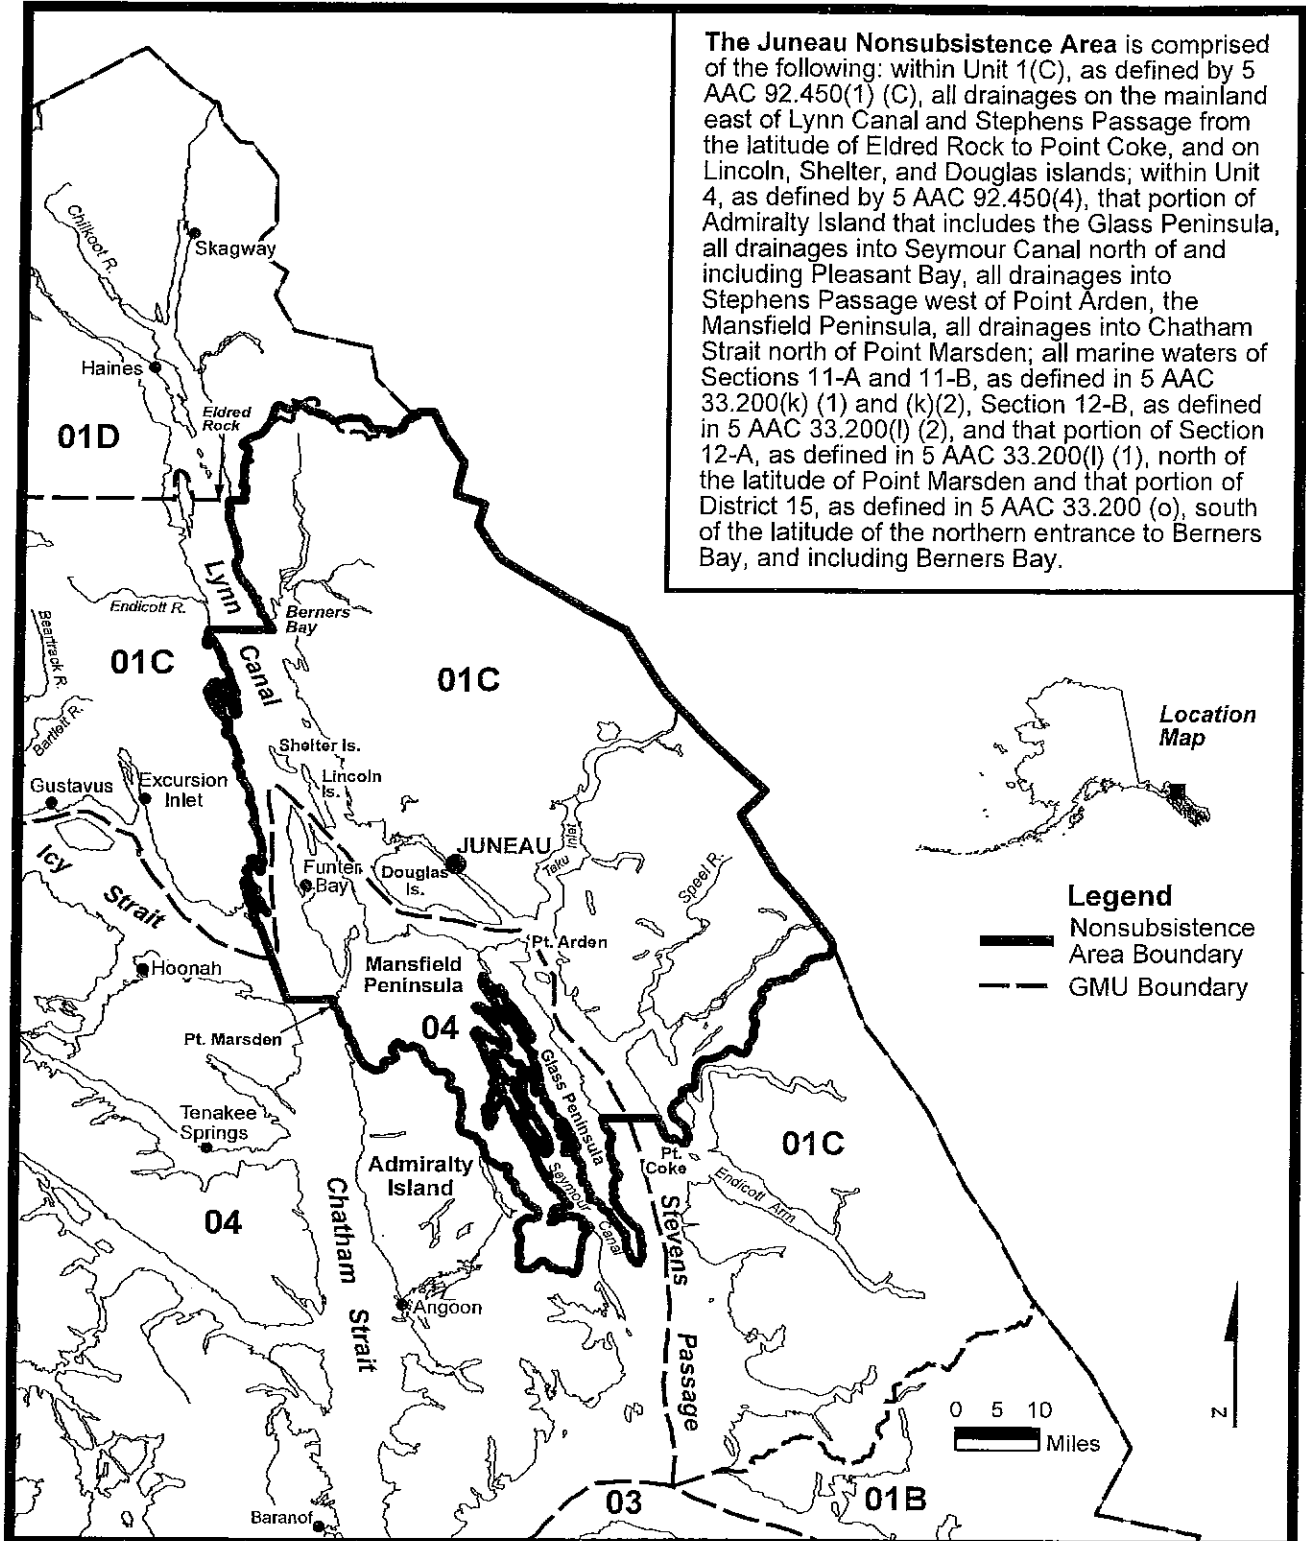 The Juneau Nonsubsistence Area is comprised
of the following: within Unit 1(C), as defined by 5
AAC 92.450(1) (C), all drainages on the mainland
east of Lynn Canal and Stephens Passage from
the latitude of Eldred Rock to Point Coke, and on
Lincoln, Shelter, and Douglas islands; within Unit
4, as defined by 5 AAC 92.450(4), that portion of
Admiralty Island that includes the Glass Peninsula,
all drainages into Seymour Canal north of and
including Pleasant Bay, all drainages into
Stephens Passage west of Point Arden, the
Mansfield Peninsula, all drainages into Chatham
Strait north of Point Marsden; all marine waters of
Sections 11-A and 11-B, as defined in 5 AAC
33.200(k) (1) and (k)(2), Section 12-B, as defined
in 5 AAC 33.200(l) (2), and that portion of Section
12-A, as defined in 5 AAC 33.200(l) (1), north of
the latitude of Point Marsden and that portion of
District 15, as defined in 5 AAC 33.200 (o), south
of the latitude of the northern entrance to Berners
Bay, and including Berners Bay.
Chilkoot R.
Skagway
Haines
Eldred
Rock
01D
Lynn
Canal
Endicott R.
Berners
Bay
Beartrack R.
01C
01C
Bartlett R.
Location
Map
Shelter Is.
Lincoln
Is.
Gustavus
Excursion
Inlet
JUNEAU
Taku Inlet
Icy
Strait
Funter
Bay
Douglas
Is.
Speel R.
Legend
Nonsubsistence
Area Boundary
GMU Boundary
Pt. Arden
Hoonah
Mansfield
Peninsula
04
Pt. Marsden
Glass Peninsula
Tenakee
Springs
Admiralty
Island
Seymour
Canal
Pt.
Coke
01C
Endicott
Arm
04
Chatham
Strait
Stevens
Passage
Angoon
0 5 10
Miles
N
Baranof
03
01B